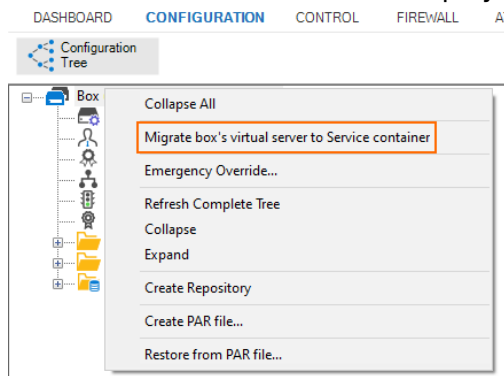 DASHBOARD CONFIGURATION CONTROL FIREWALL
Configuration
Tree
Box
Collapse All
Migrate box's virtual server to Service container
Emergency Override...
Refresh Complete Tree
Collapse
Expand
Create Repository
Create PAR file...
Restore from PAR file...